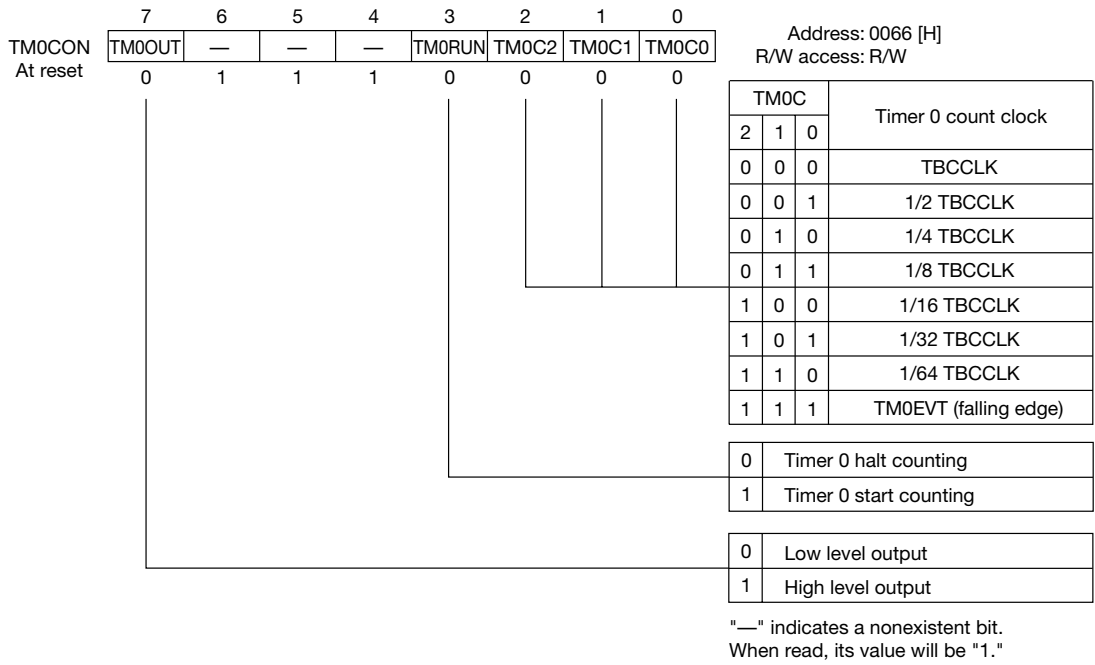 7 6 5 4 3 2 1 0
TM0CON TM0OUT — — — TM0RUN TM0C2 TM0C1 TM0C0
At reset 0 1 1 1 0 0 0 0
Address: 0066 [H]
R/W access: R/W
TM0C Timer 0 count clock
2 1 0
0 0 0 TBCCLK
0 0 1 1/2 TBCCLK
0 1 0 1/4 TBCCLK
0 1 1 1/8 TBCCLK
1 0 0 1/16 TBCCLK
1 0 1 1/32 TBCCLK
1 1 0 1/64 TBCCLK
1 1 1 TM0EVT (falling edge)
0 Timer 0 halt counting
1 Timer 0 start counting
0 Low level output
1 High level output
"—" indicates a nonexistent bit.
When read, its value will be "1."